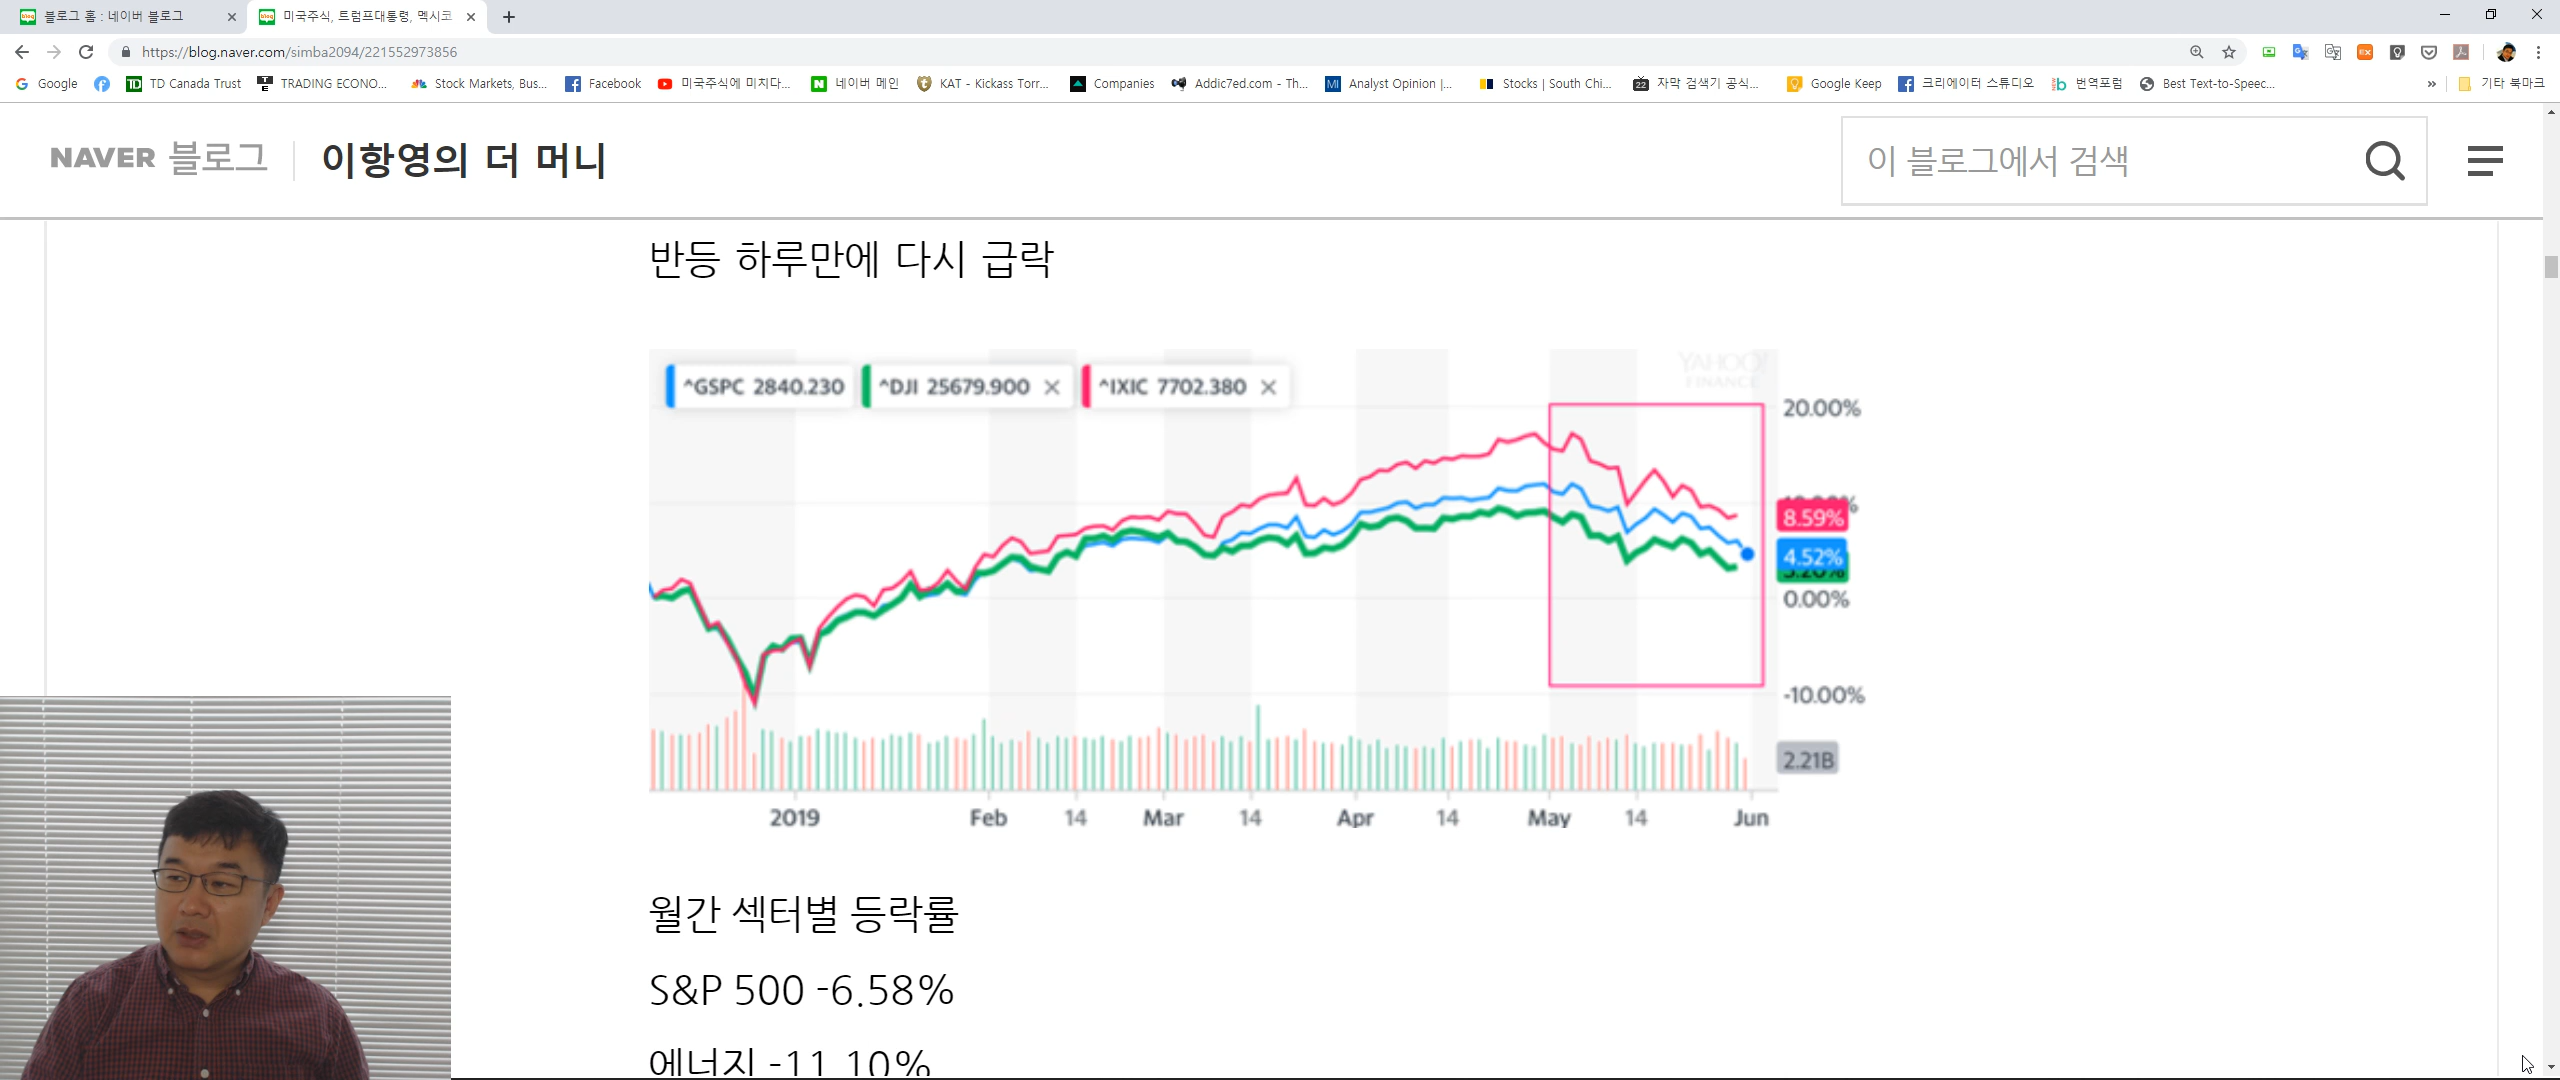 블로그 홈 : 네이버 블로그
미국주식, 트럼프대통령, 멕시코
https://blog.naver.com/simba2094/221552973856
Google TD Canada Trust TRADING ECONO... Stock Markets, Bus... Facebook 미국주식에 미치다... 네이버 메인 KAT - Kickass Torr... Companies Addic7ed.com - Th... Analyst Opinion |... Stocks | South Chi... 자막 검색기 공식... Google Keep 크리에이터 스튜디오 번역포럼 Best Text-to-Speec... » 기타 북마크
NAVER 블로그 이항영의 더 머니
이 블로그에서 검색
반등 하루만에 다시 급락
^GSPC 2840.230 ^DJI 25679.900 ^IXIC 7702.380
YAHOO!
FINANCE
20.00%
8.59%
4.52%
0.00%
-10.00%
2.21B
2019 Feb 14 Mar 14 Apr 14 May 14 Jun
월간 섹터별 등락률
S&P 500 -6.58%
에너지 -11.10%